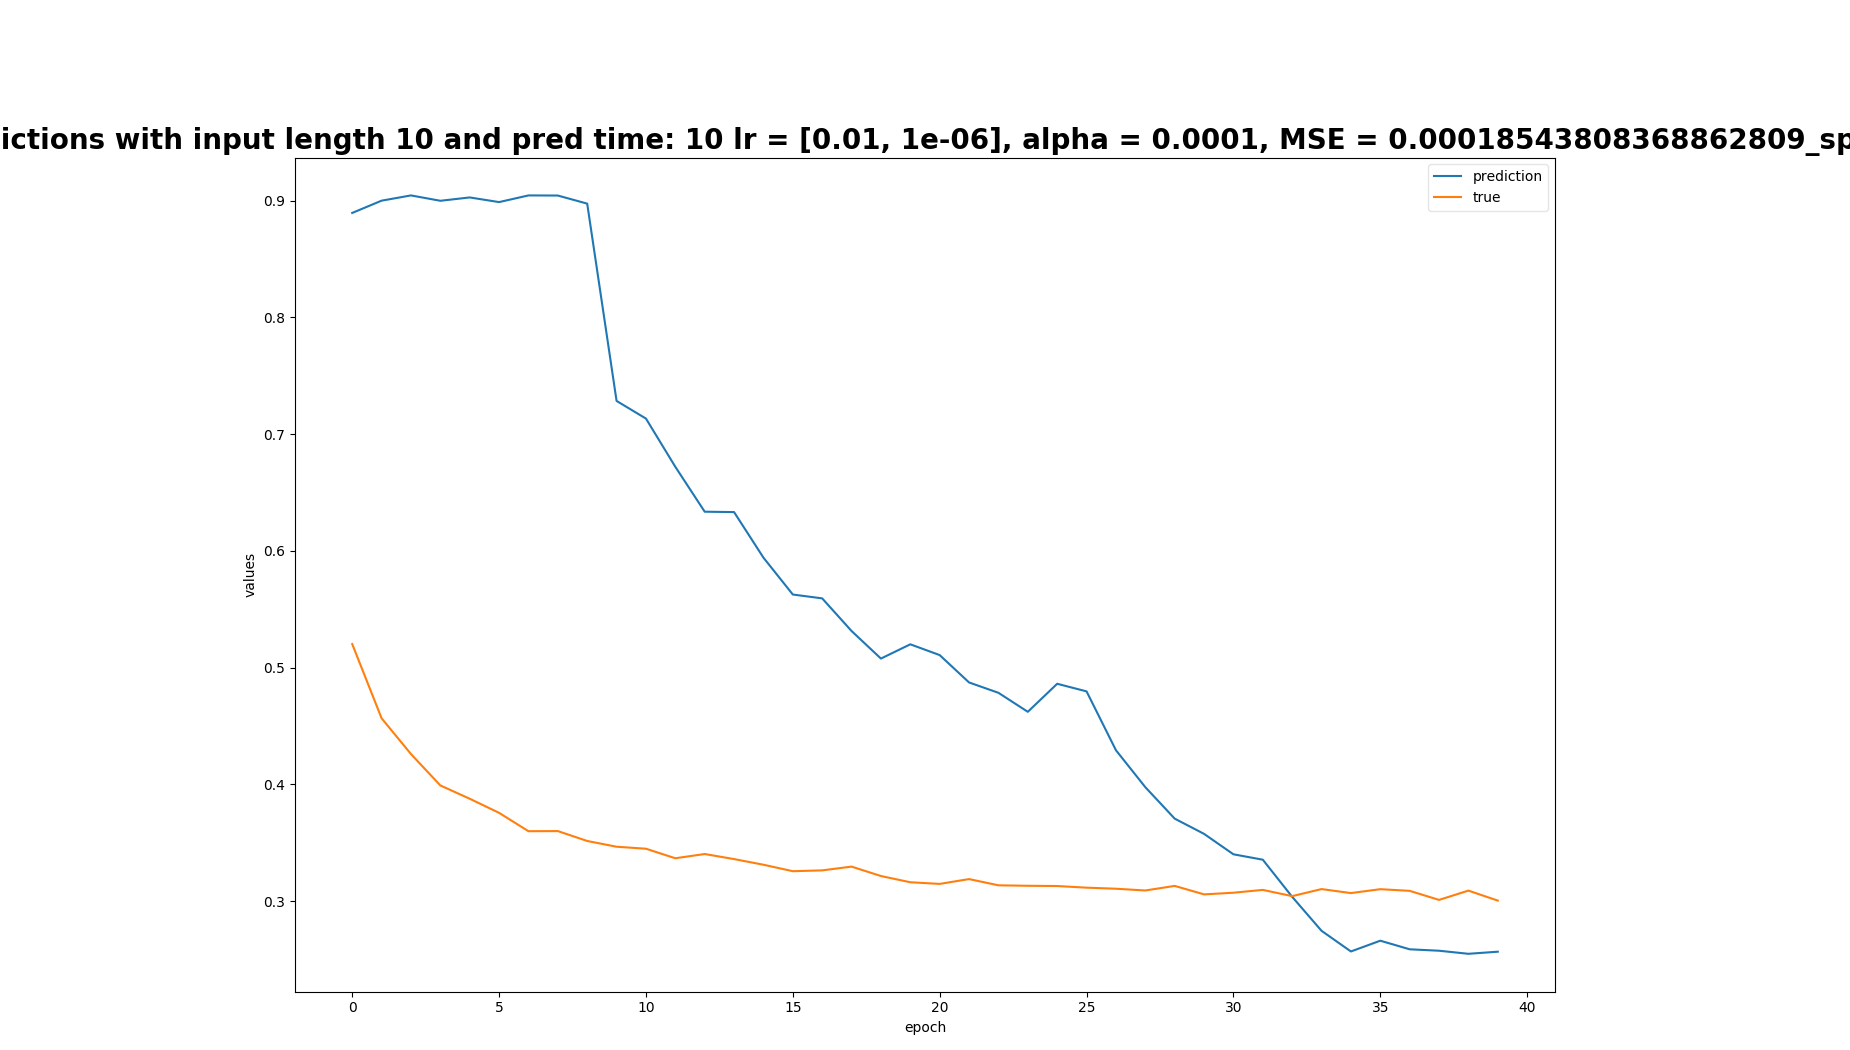 ictions with input length 10 and pred time: 10 lr = [0.01, 1e-06], alpha = 0.0001, MSE = 0.00018543808368862809_sp
prediction
true
0.9
0.8
0.7
0.6
0.5
0.4
0.3
values
0 5 10 15 20 25 30 35 40
epoch